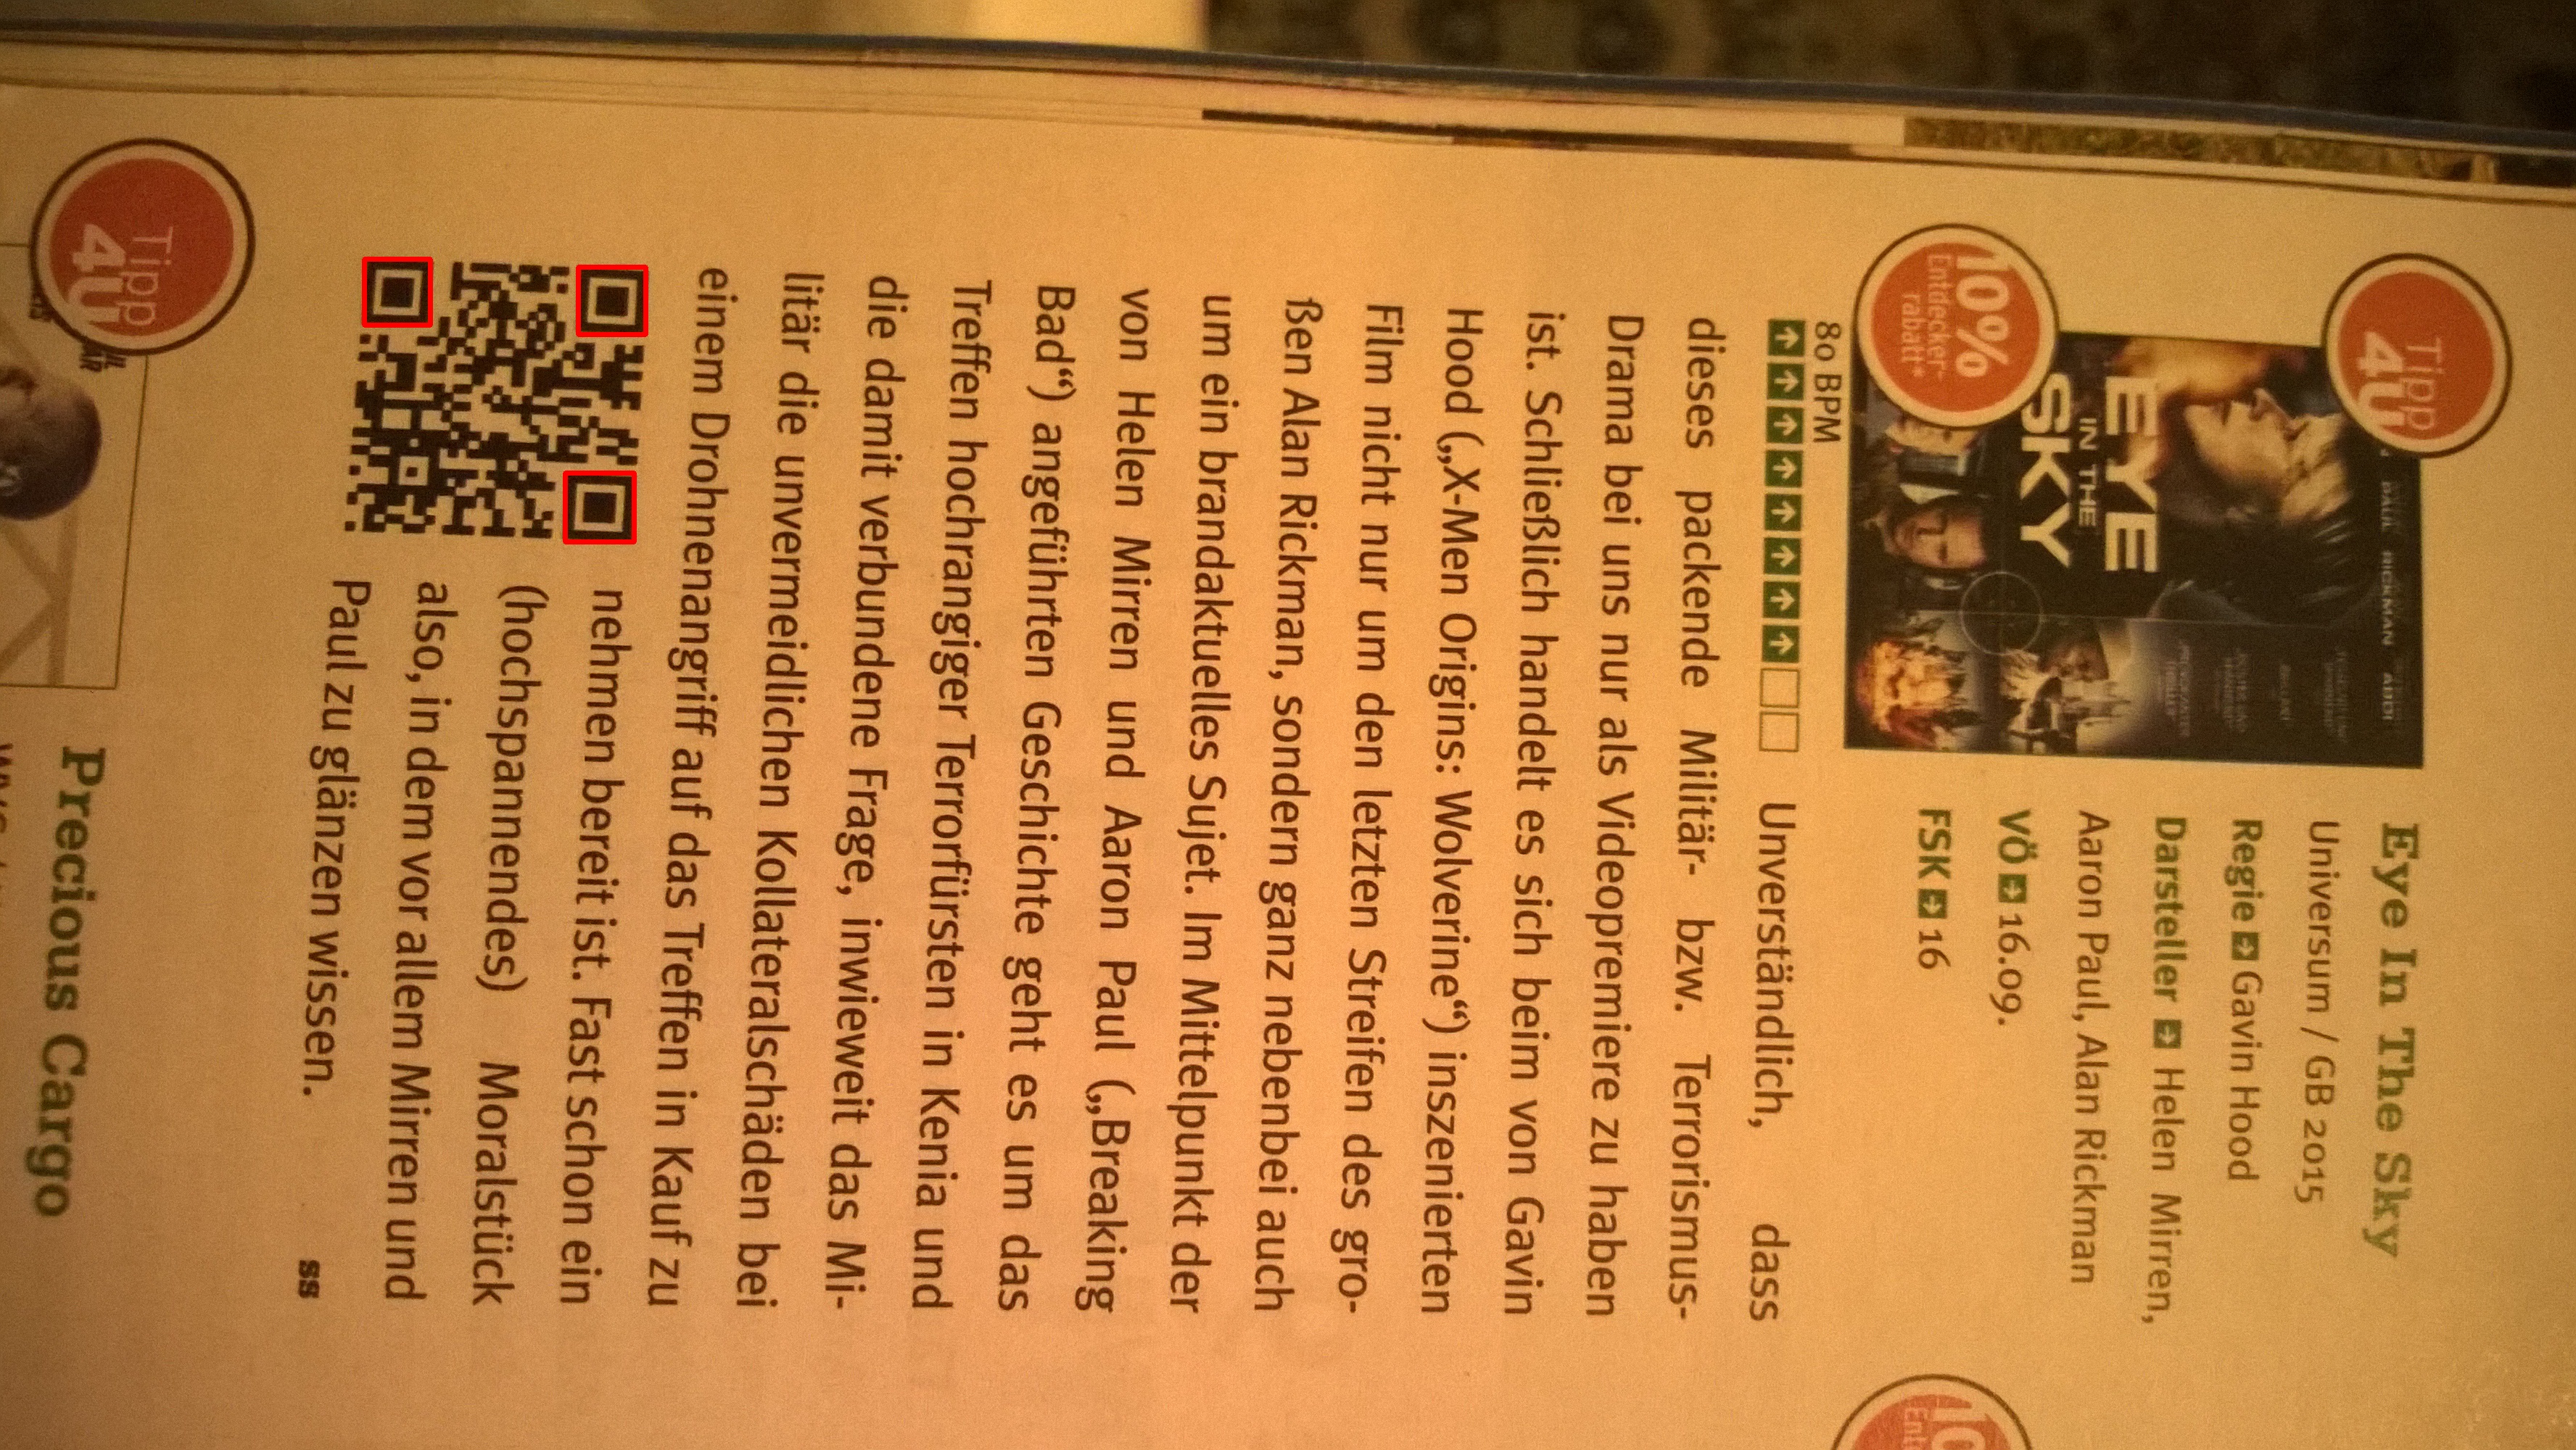 Tipp
4U
EYE
IN THE
SKY
10%
Entdecker-
rabatt+
Eye In The Sky
Universum / GB 2015
Regie Gavin Hood
Darsteller Helen Mirren,
Aaron Paul, Alan Rickman
VÖ 16.09.
FSK 16
80 BPM
Unverständlich, dass
dieses packende Militär- bzw. Terrorismus-
Drama bei uns nur als Videopremiere zu haben
ist. Schließlich handelt es sich beim von Gavin
Hood („X-Men Origins: Wolverine“) inszenierten
Film nicht nur um den letzten Streifen des gro-
ßen Alan Rickman, sondern ganz nebenbei auch
um ein brandaktuelles Sujet. Im Mittelpunkt der
von Helen Mirren und Aaron Paul („Breaking
Bad“) angeführten Geschichte geht es um das
Treffen hochrangiger Terrorfürsten in Kenia und
die damit verbundene Frage, inwieweit das Mi-
litär die unvermeidlichen Kollateralschäden bei
einem Drohnenangriff auf das Treffen in Kauf zu
nehmen bereit ist. Fast schon ein
(hochspannendes) Moralstück
also, in dem vor allem Mirren und
Paul zu glänzen wissen.
ss
Tipp
4U
Precious Cargo
10